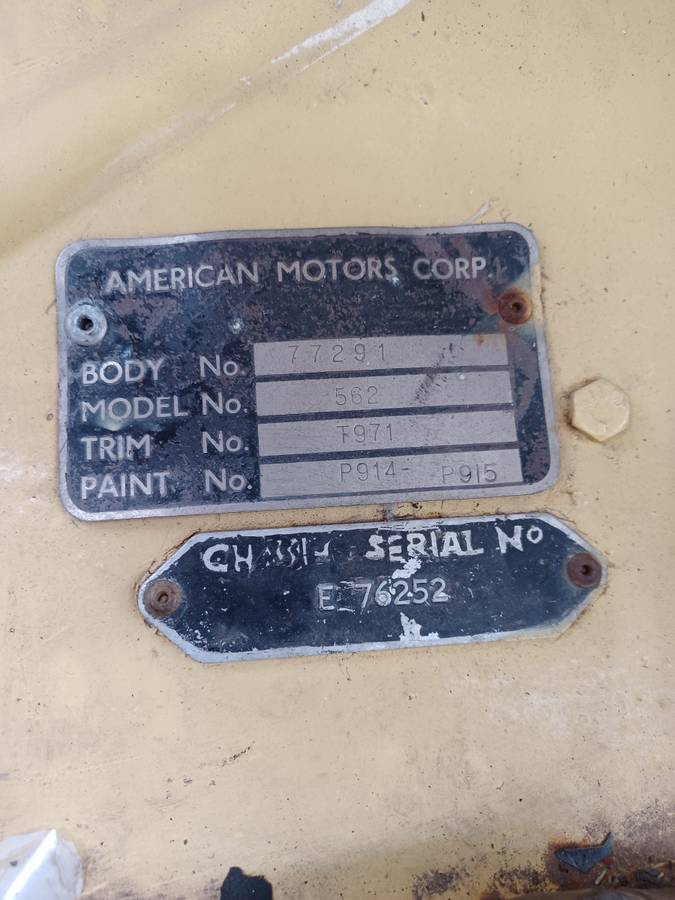 AMERICAN MOTORS CORP.
BODY No. 77291
MODEL No. 562
TRIM No. T971
PAINT No. P914- P915
SERIAL No
E 76252